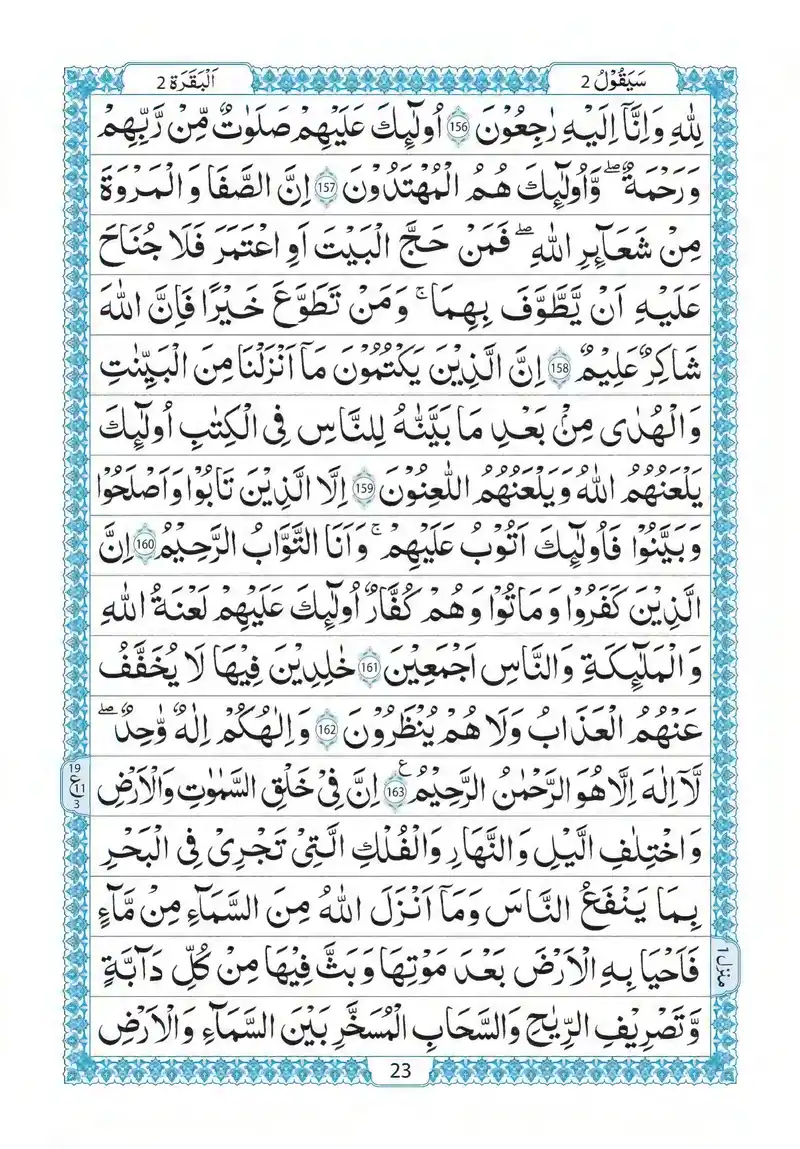 اَلْبَقَرَة 2
سَيَقُوْلُ 2
لِلّٰهِ وَاِنَّاۤ اِلَيْهِ رٰجِعُوْنَ 156 اُولٰٓئِكَ عَلَيْهِمْ صَلَوٰتٌ مِّنْ رَّبِّهِمْ
وَرَحْمَةٌ ۖ وَّاُولٰٓئِكَ هُمُ الْمُهْتَدُوْنَ 157 اِنَّ الصَّفَا وَالْمَرْوَةَ
مِنْ شَعَآئِرِ اللّٰهِ ۖ فَمَنْ حَجَّ الْبَيْتَ اَوِ اعْتَمَرَ فَلَا جُنَاحَ
عَلَيْهِ اَنْ يَّطَّوَّفَ بِهِمَا ۚ وَمَنْ تَطَوَّعَ خَيْرًا فَاِنَّ اللّٰهَ
شَاكِرٌ عَلِيْمٌ 158 اِنَّ الَّذِيْنَ يَكْتُمُوْنَ مَاۤ اَنْزَلْنَا مِنَ الْبَيِّنٰتِ
وَالْهُدٰى مِنْۢ بَعْدِ مَا بَيَّنّٰهُ لِلنَّاسِ فِى الْكِتٰبِ اُولٰٓئِكَ
يَلْعَنُهُمُ اللّٰهُ وَيَلْعَنُهُمُ اللّٰعِنُوْنَ 159 اِلَّا الَّذِيْنَ تَابُوْا وَاَصْلَحُوْا
وَبَيَّنُوْا فَاُولٰٓئِكَ اَتُوْبُ عَلَيْهِمْ ۚ وَاَنَا التَّوَّابُ الرَّحِيْمُ 160 اِنَّ
الَّذِيْنَ كَفَرُوْا وَمَاتُوْا وَهُمْ كُفَّارٌ اُولٰٓئِكَ عَلَيْهِمْ لَعْنَةُ اللّٰهِ
وَالْمَلٰٓئِكَةِ وَالنَّاسِ اَجْمَعِيْنَ 161 خٰلِدِيْنَ فِيْهَا لَا يُخَفَّفُ
عَنْهُمُ الْعَذَابُ وَلَا هُمْ يُنْظَرُوْنَ 162 وَاِلٰهُكُمْ اِلٰهٌ وَّاحِدٌ ۖ
لَاۤ اِلٰهَ اِلَّا هُوَ الرَّحْمٰنُ الرَّحِيْمُ ع 163 اِنَّ فِىْ خَلْقِ السَّمٰوٰتِ وَالْاَرْضِ
19 ع 11 3
وَاخْتِلٰفِ الَّيْلِ وَالنَّهَارِ وَالْفُلْكِ الَّتِىْ تَجْرِىْ فِى الْبَحْرِ
بِمَا يَنْفَعُ النَّاسَ وَمَاۤ اَنْزَلَ اللّٰهُ مِنَ السَّمَآءِ مِنْ مَّآءٍ
فَاَحْيَا بِهِ الْاَرْضَ بَعْدَ مَوْتِهَا وَبَثَّ فِيْهَا مِنْ كُلِّ دَآبَّةٍ
منزل 1
وَّتَصْرِيْفِ الرِّيٰحِ وَالسَّحَابِ الْمُسَخَّرِ بَيْنَ السَّمَآءِ وَالْاَرْضِ
23